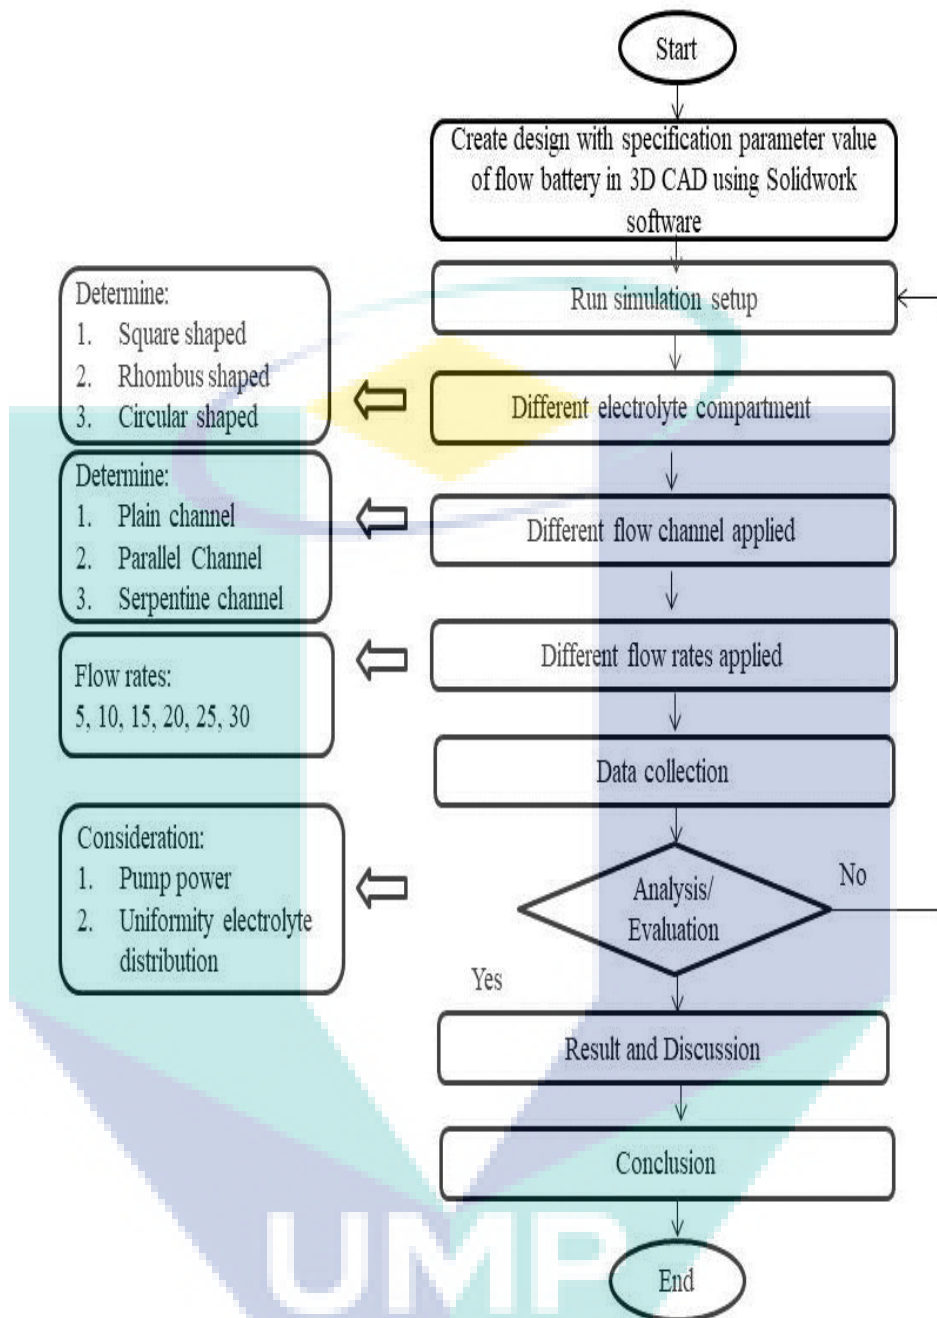 Start
Create design with specification parameter value
of flow battery in 3D CAD using Solidwork
software
Run simulation setup
Determine:
1. Square shaped
2. Rhombus shaped
3. Circular shaped
Different electrolyte compartment
Determine:
1. Plain channel
2. Parallel Channel
3. Serpentine channel
Different flow channel applied
Flow rates:
5, 10, 15, 20, 25, 30
Different flow rates applied
Data collection
Consideration:
1. Pump power
2. Uniformity electrolyte
distribution
Analysis/
Evaluation
No
Yes
Result and Discussion
Conclusion
End
UMP